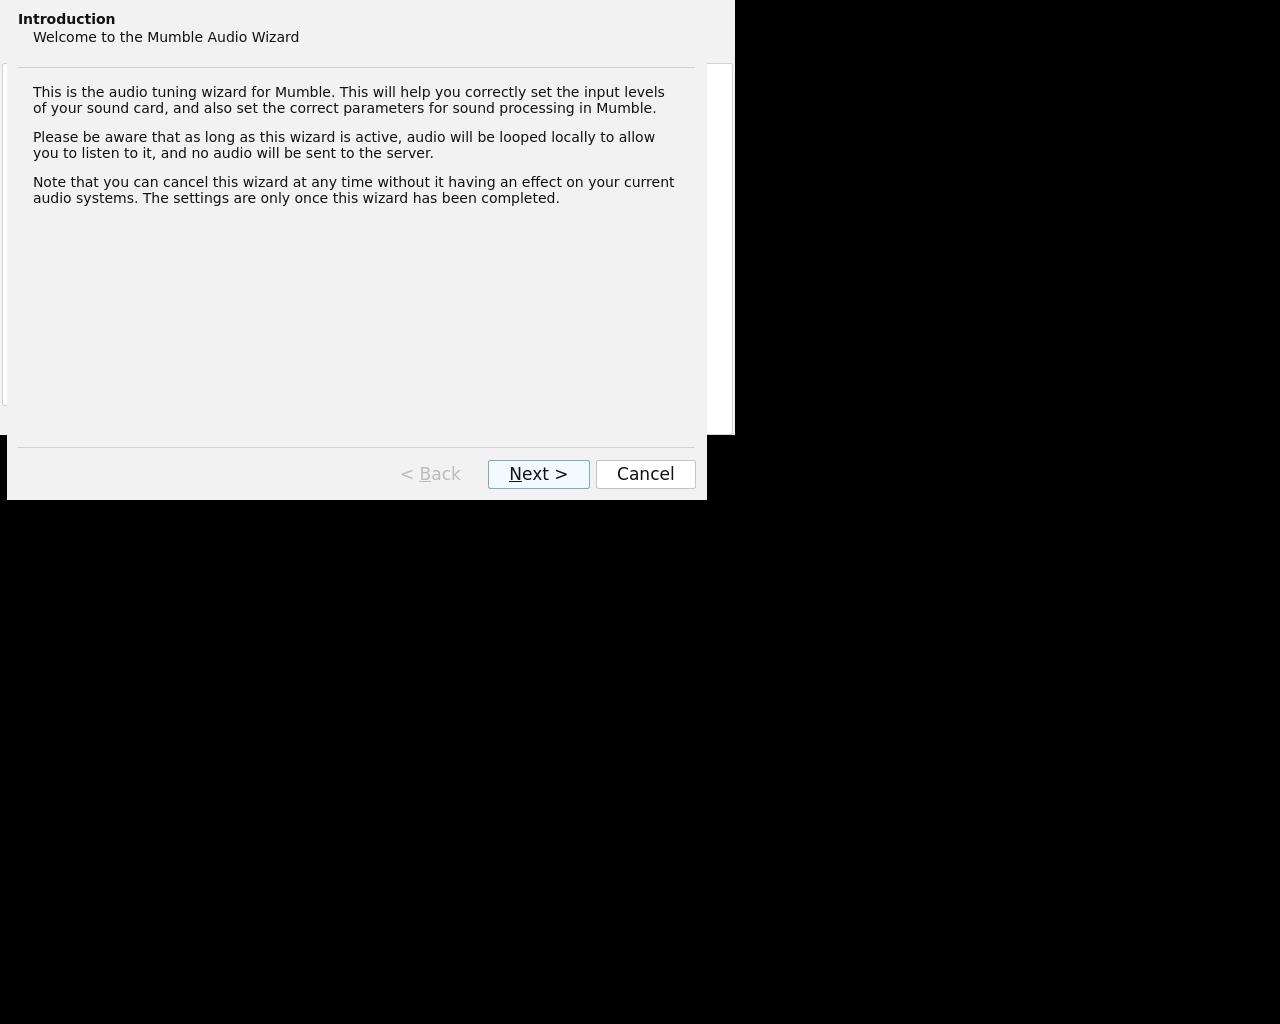 Introduction
Welcome to the Mumble Audio Wizard
This is the audio tuning wizard for Mumble. This will help you correctly set the input levels
of your sound card, and also set the correct parameters for sound processing in Mumble.
Please be aware that as long as this wizard is active, audio will be looped locally to allow
you to listen to it, and no audio will be sent to the server.
Note that you can cancel this wizard at any time without it having an effect on your current
audio systems. The settings are only once this wizard has been completed.
< Back
Next >
Cancel